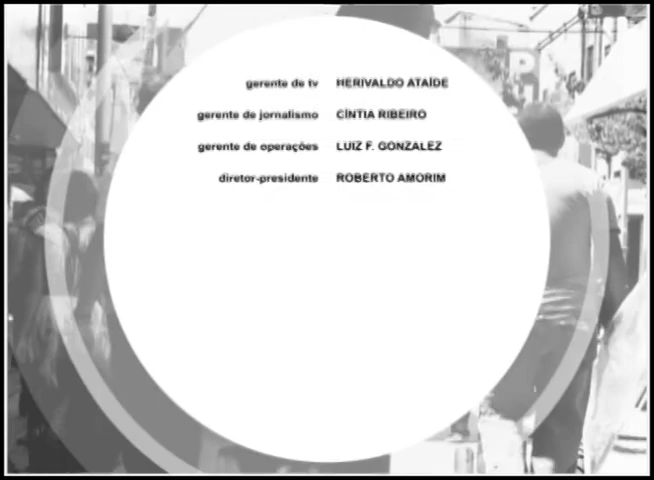 gerente de tv HERIVALDO ATAÍDE
gerente de jornalismo CÍNTIA RIBEIRO
gerente de operações LUIZ F. GONZALEZ
diretor-presidente ROBERTO AMORIM